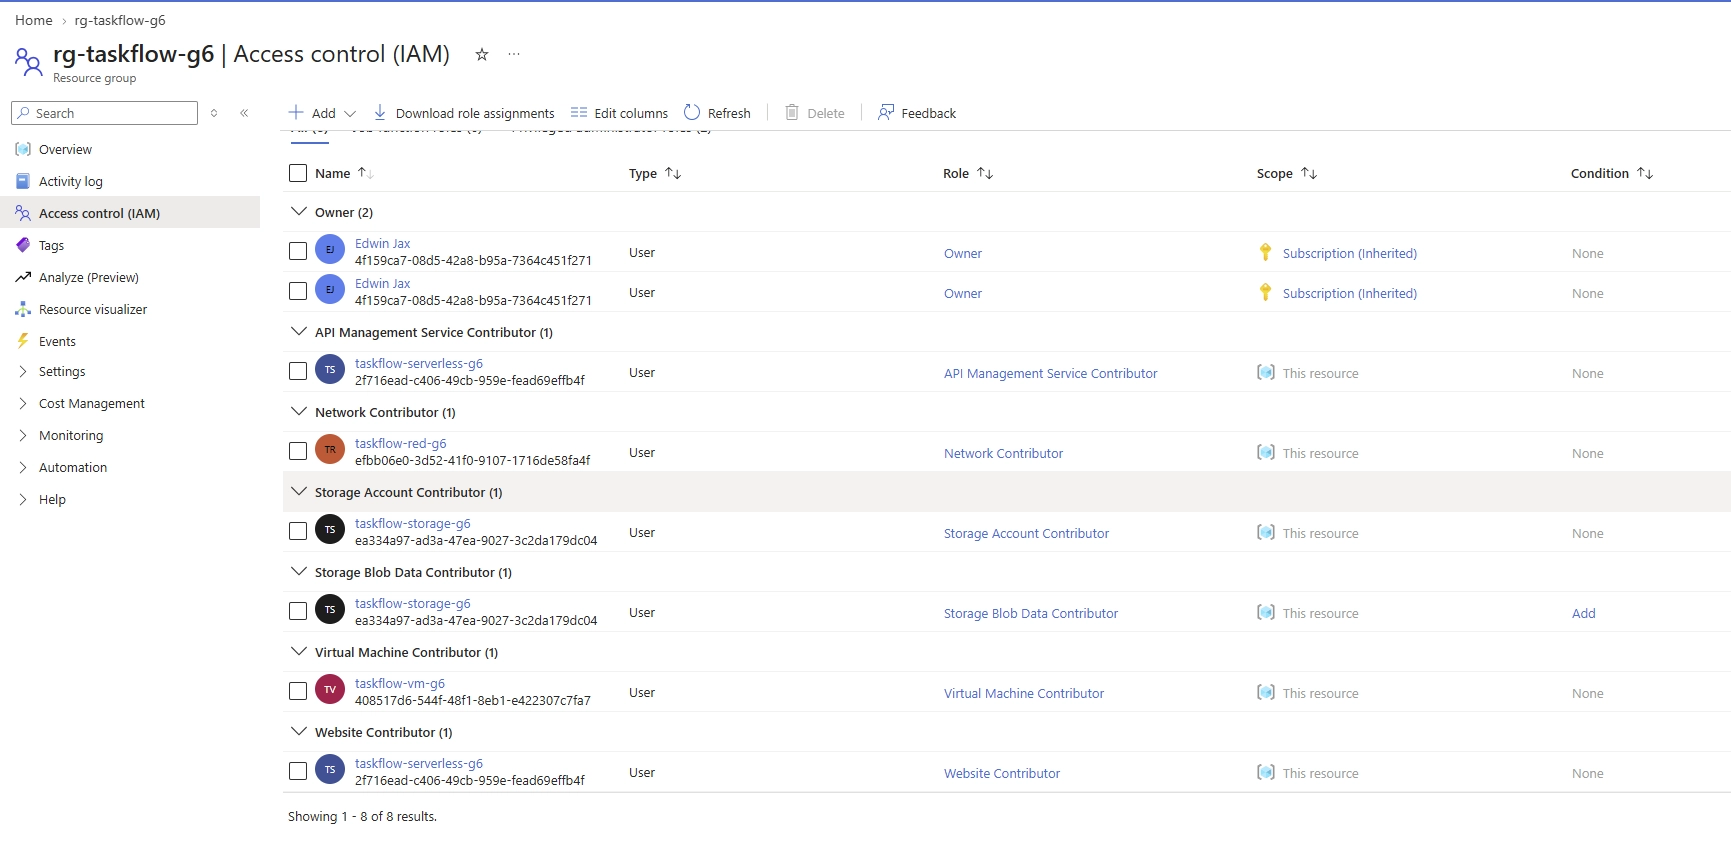 Home > rg-taskflow-g6
rg-taskflow-g6 | Access control (IAM)
Resource group
Search
Overview
Activity log
Access control (IAM)
Tags
Analyze (Preview)
Resource visualizer
Events
Settings
Cost Management
Monitoring
Automation
Help
Add Download role assignments Edit columns Refresh Delete Feedback
Name Type Role Scope Condition
Owner (2)
EJ Edwin Jax User Owner Subscription (Inherited) None
4f159ca7-08d5-42a8-b95a-7364c451f271
EJ Edwin Jax User Owner Subscription (Inherited) None
4f159ca7-08d5-42a8-b95a-7364c451f271
API Management Service Contributor (1)
TS taskflow-serverless-g6 User API Management Service Contributor This resource None
2f716ead-c406-49cb-959e-fead69effb4f
Network Contributor (1)
TR taskflow-red-g6 User Network Contributor This resource None
efbb06e0-3d52-41f0-9107-1716de58fa4f
Storage Account Contributor (1)
TS taskflow-storage-g6 User Storage Account Contributor This resource None
ea334a97-ad3a-47ea-9027-3c2da179dc04
Storage Blob Data Contributor (1)
TS taskflow-storage-g6 User Storage Blob Data Contributor This resource Add
ea334a97-ad3a-47ea-9027-3c2da179dc04
Virtual Machine Contributor (1)
TV taskflow-vm-g6 User Virtual Machine Contributor This resource None
408517d6-544f-48f1-8eb1-e422307c7fa7
Website Contributor (1)
TS taskflow-serverless-g6 User Website Contributor This resource None
2f716ead-c406-49cb-959e-fead69effb4f
Showing 1 - 8 of 8 results.